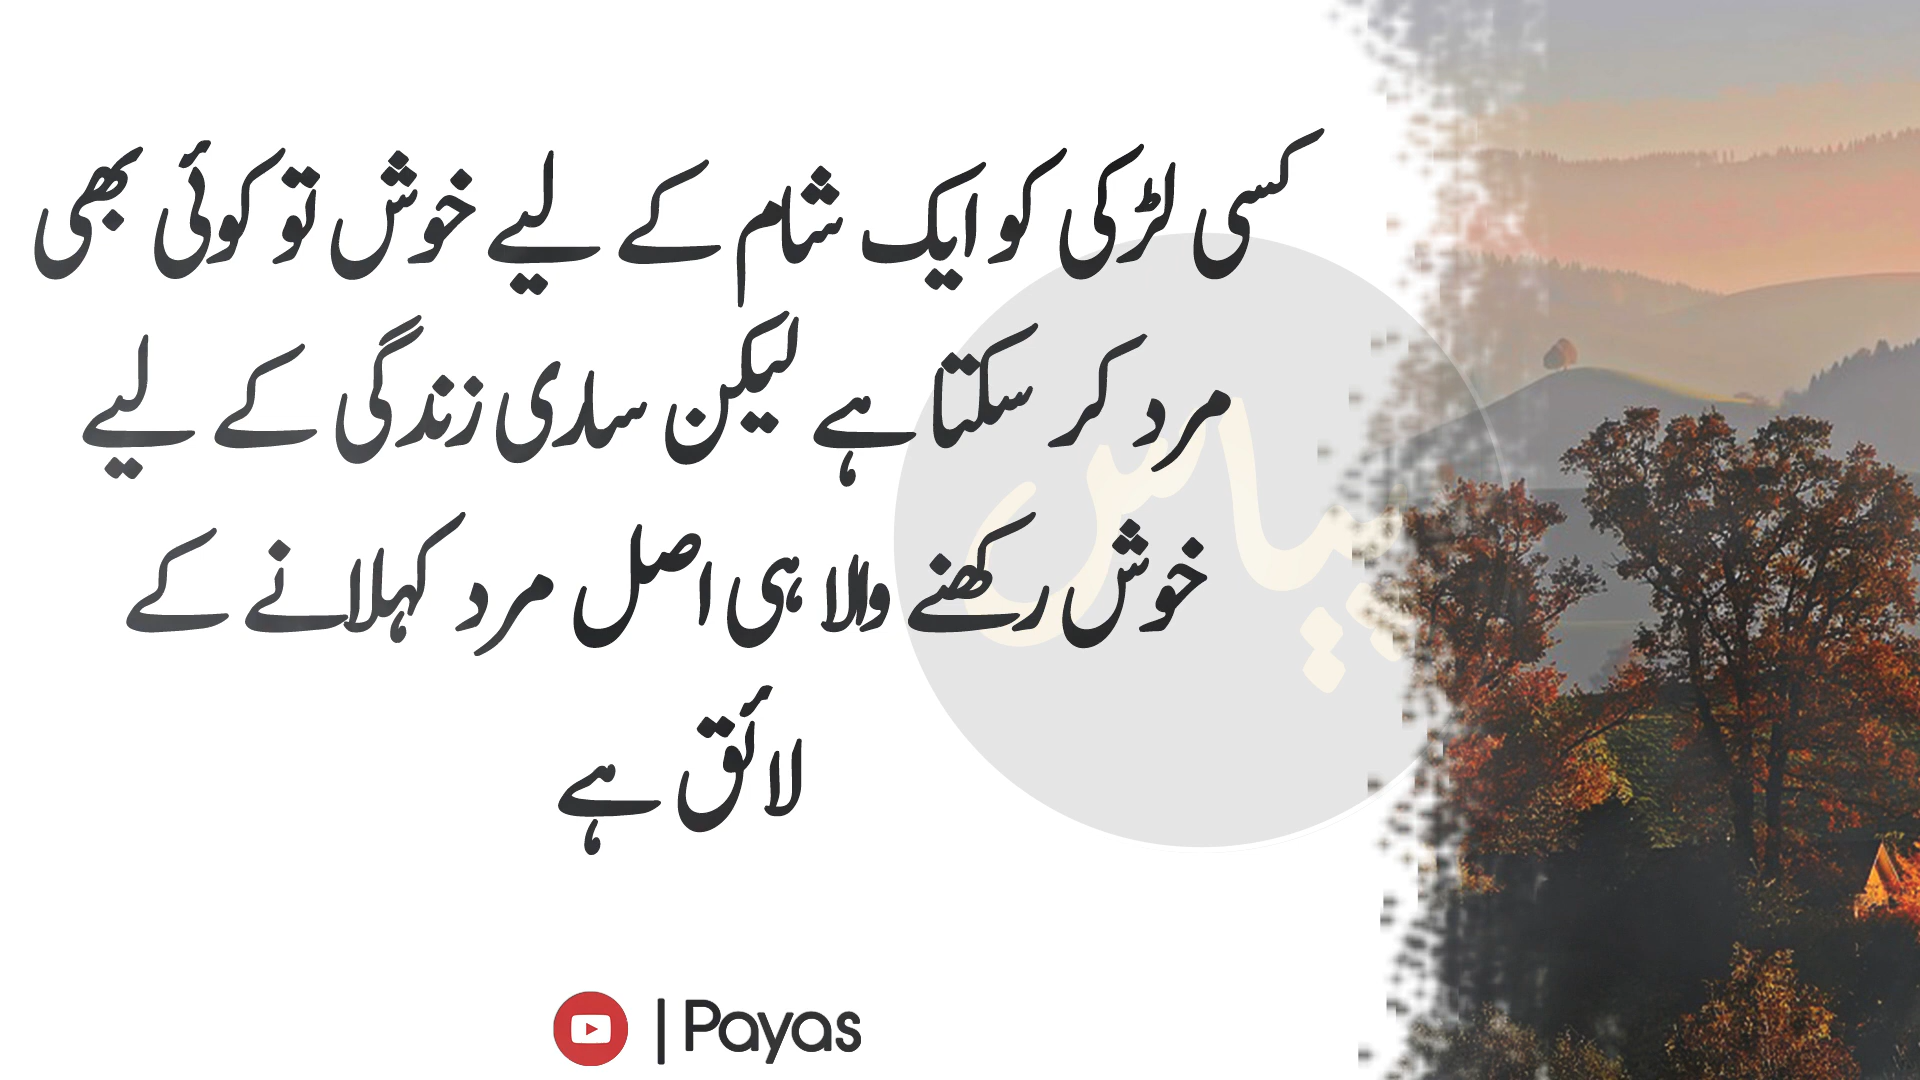 کسی لڑکی کو ایک شام کے لیے خوش تو کوئی بھی
مرد کر سکتا ہے لیکن ساری زندگی کے لیے
خوش رکھنے والا ہی اصل مرد کہلانے کے
لائق ہے
پیاس
| Payas